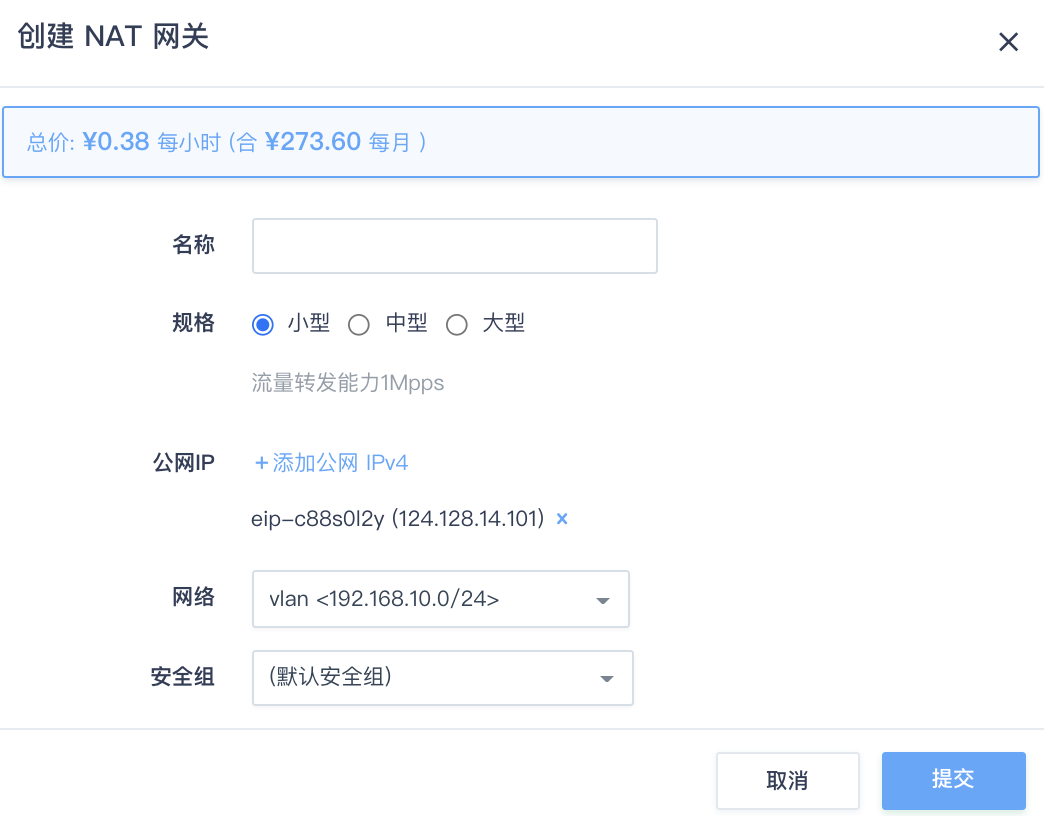 创建 NAT 网关
总价: ¥0.38 每小时 (合 ¥273.60 每月 )
名称
规格 小型 中型 大型
流量转发能力1Mpps
公网IP +添加公网 IPv4
eip-c88s0l2y (124.128.14.101) ×
网络 vlan <192.168.10.0/24>
安全组 (默认安全组)
取消 提交